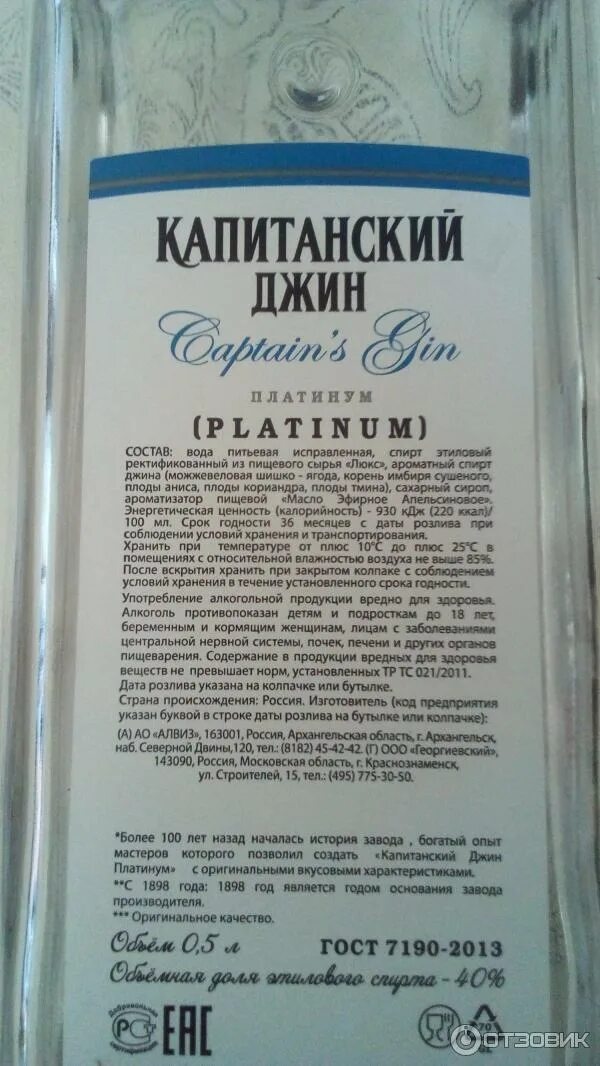 КАПИТАНСКИЙ
ДЖИН
Captain's Gin
ПЛАТИНУМ
(PLATINUM)
СОСТАВ: вода питьевая исправленная, спирт этиловый
ректификованный из пищевого сырья «Люкс», ароматный спирт
джина (можжевеловая шишко - ягода, корень имбиря сушеного,
плоды аниса, плоды кориандра, плоды тмина), сахарный сироп,
ароматизатор пищевой «Масло Эфирное Апельсиновое».
Энергетическая ценность (калорийность) - 930 кДж (220 ккал)/
100 мл. Срок годности 36 месяцев с даты розлива при
соблюдении условий хранения и транспортирования.
Хранить при температуре от плюс 10°С до плюс 25°С в
помещениях с относительной влажностью воздуха не выше 85%.
После вскрытия хранить при закрытом колпаке с соблюдением
условий хранения в течение установленного срока годности.
Употребление алкогольной продукции вредно для здоровья.
Алкоголь противопоказан детям и подросткам до 18 лет,
беременным и кормящим женщинам, лицам с заболеваниями
центральной нервной системы, почек, печени и других органов
пищеварения. Содержание в продукции вредных для здоровья
веществ не превышает норм, установленных ТР ТС 021/2011.
Дата розлива указана на колпачке или бутылке.
Страна происхождения: Россия. Изготовитель (код предприятия
указан буквой в строке даты розлива на бутылке или колпачке):
(А) АО «АЛВИЗ», 163001, Россия, Архангельская область, г. Архангельск,
наб. Северной Двины,120, тел.: (8182) 45-42-42. (Г) ООО «Георгиевский»,
143090, Россия, Московская область, г. Краснознаменск,
ул. Строителей, 15, тел.: (495) 775-30-50.
*Более 100 лет назад началась история завода , богатый опыт
мастеров которого позволил создать «Капитанский Джин
Платинум» с оригинальными вкусовыми характеристиками.
**С 1898 года: 1898 год является годом основания завода
производителя.
*** Оригинальное качество.
Объём 0,5 л ГОСТ 7190-2013
Объёмная доля этилового спирта - 40%
Добровольная
сертификация
EAC
70
GL
ОТЗОВИК